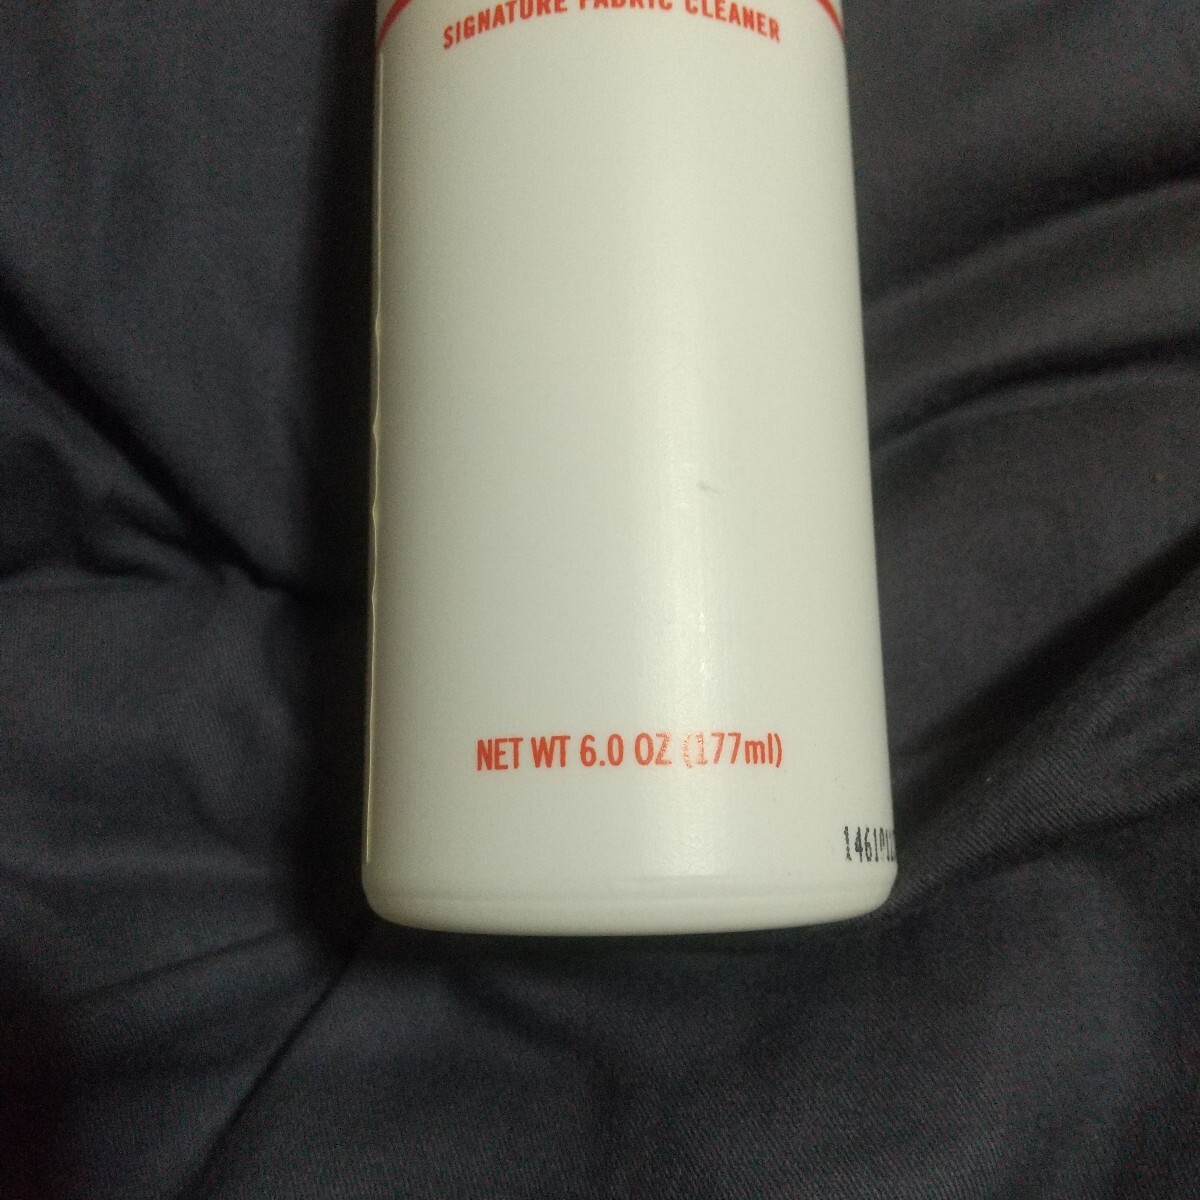 SIGNATURE FABRIC CLEANER
NET WT 6.0 OZ (177ml)